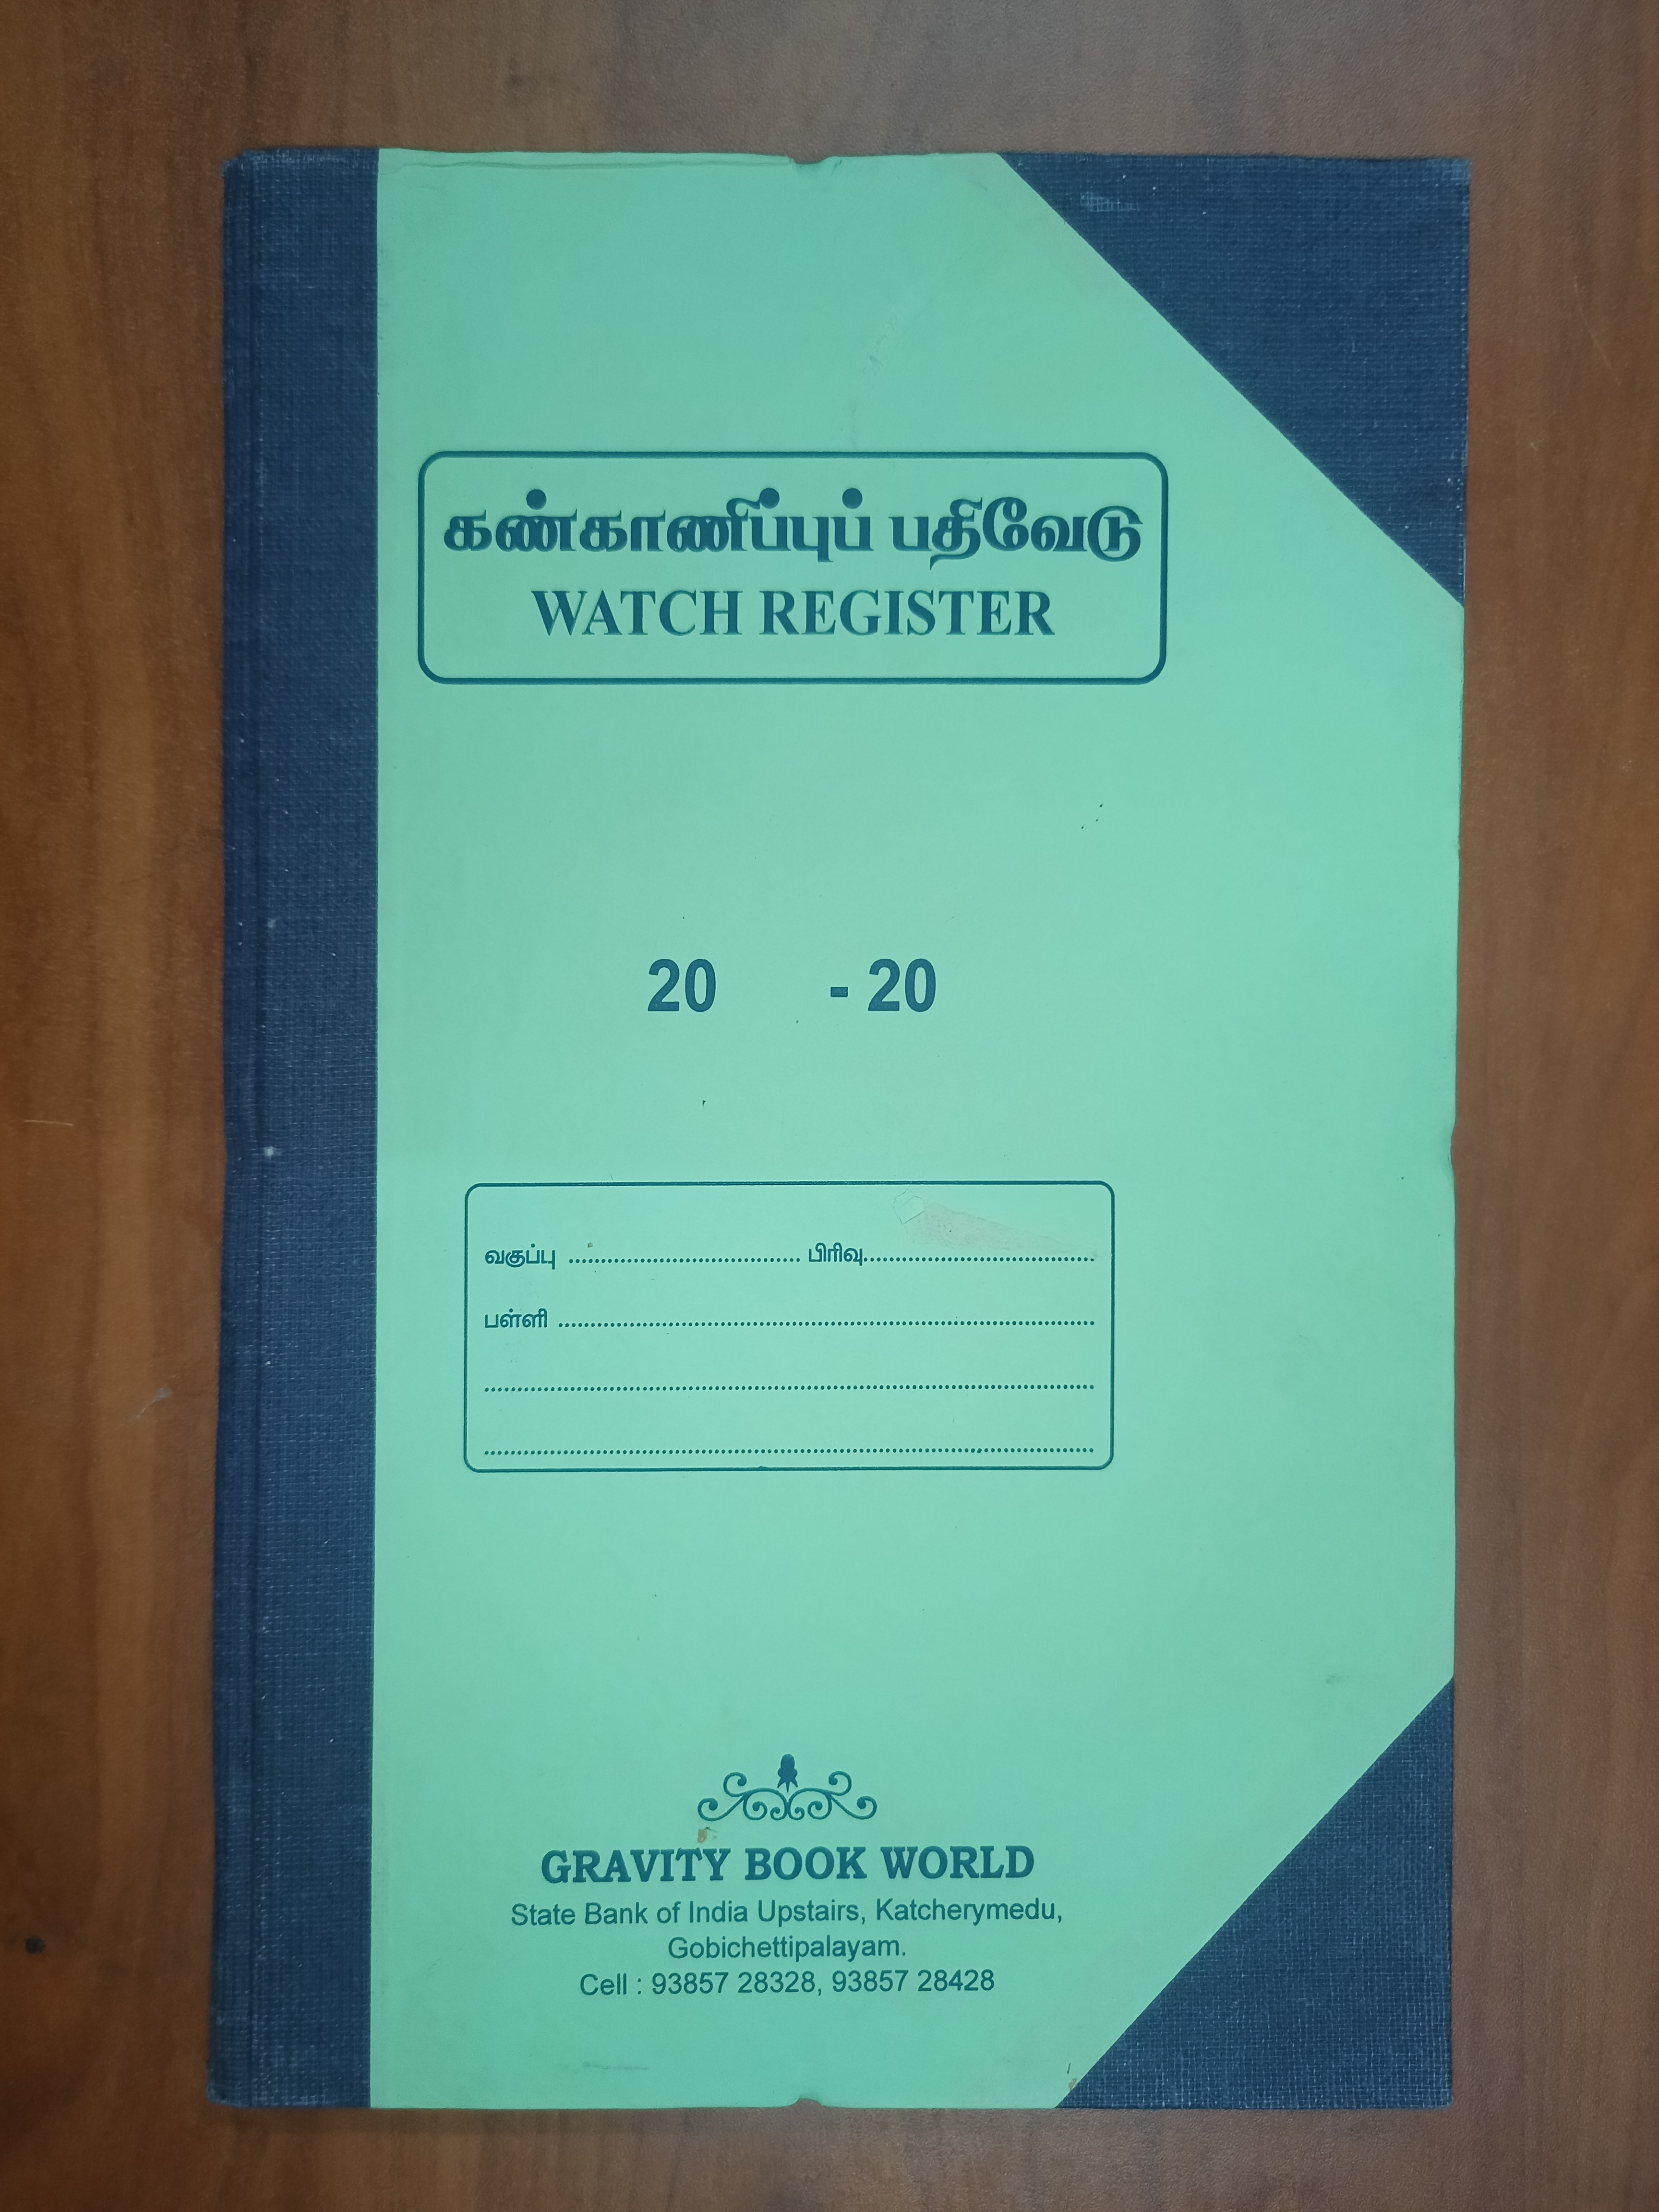 கண்காணிப்புப் பதிவேடு
WATCH REGISTER
20 - 20
வகுப்பு .................................... பிரிவு....................................
பள்ளி ....................................................................................
................................................................................................
................................................................................................
GRAVITY BOOK WORLD
State Bank of India Upstairs, Katcherymedu,
Gobichettipalayam.
Cell : 93857 28328, 93857 28428